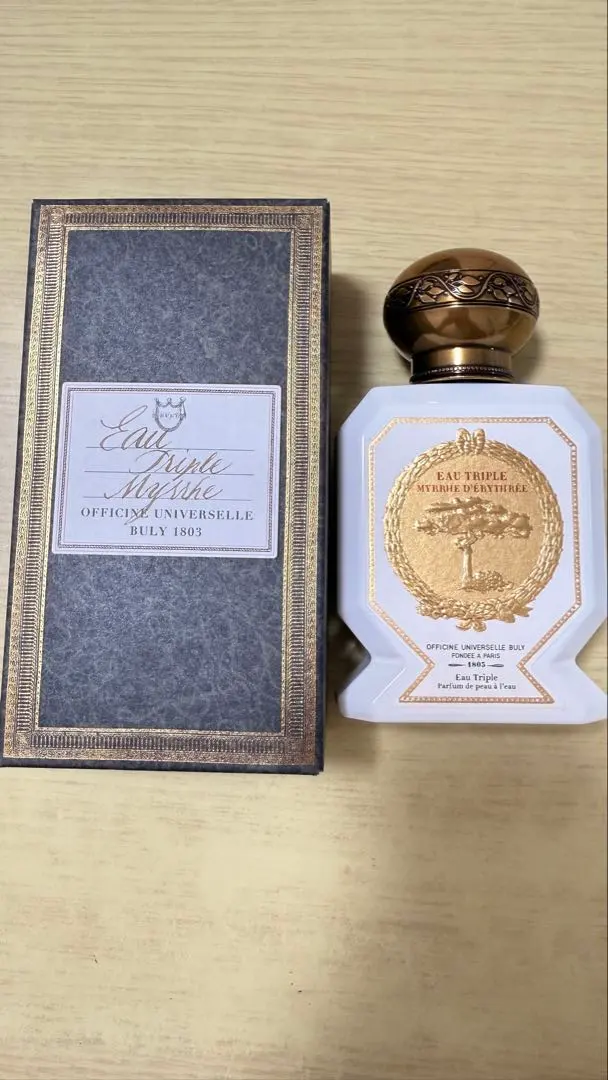 Eau
Triple
Myrrhe
OFFICINE UNIVERSELLE
BULY 1803
EAU TRIPLE
MYRRHE D'ÉRYTHRÉE
OFFICINE UNIVERSELLE BULY
FONDÉE À PARIS
1803
Eau Triple
Parfum de peau à l'eau